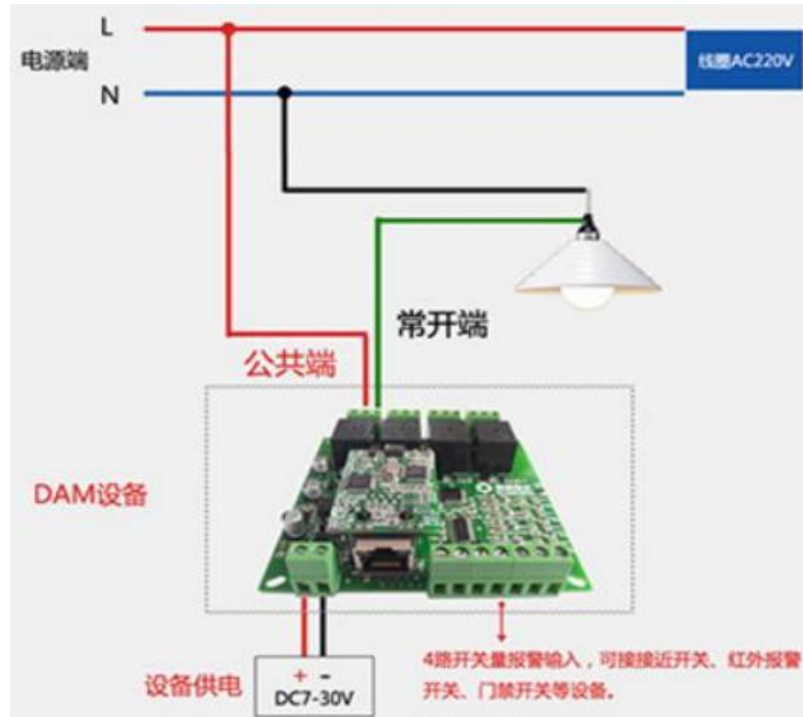 L
电源端
N
线圈AC220V
常开端
公共端
DAM设备
设备供电
+ -
DC7-30V
4路开关量报警输入，可接接近开关、红外报警
开关、门禁开关等设备。